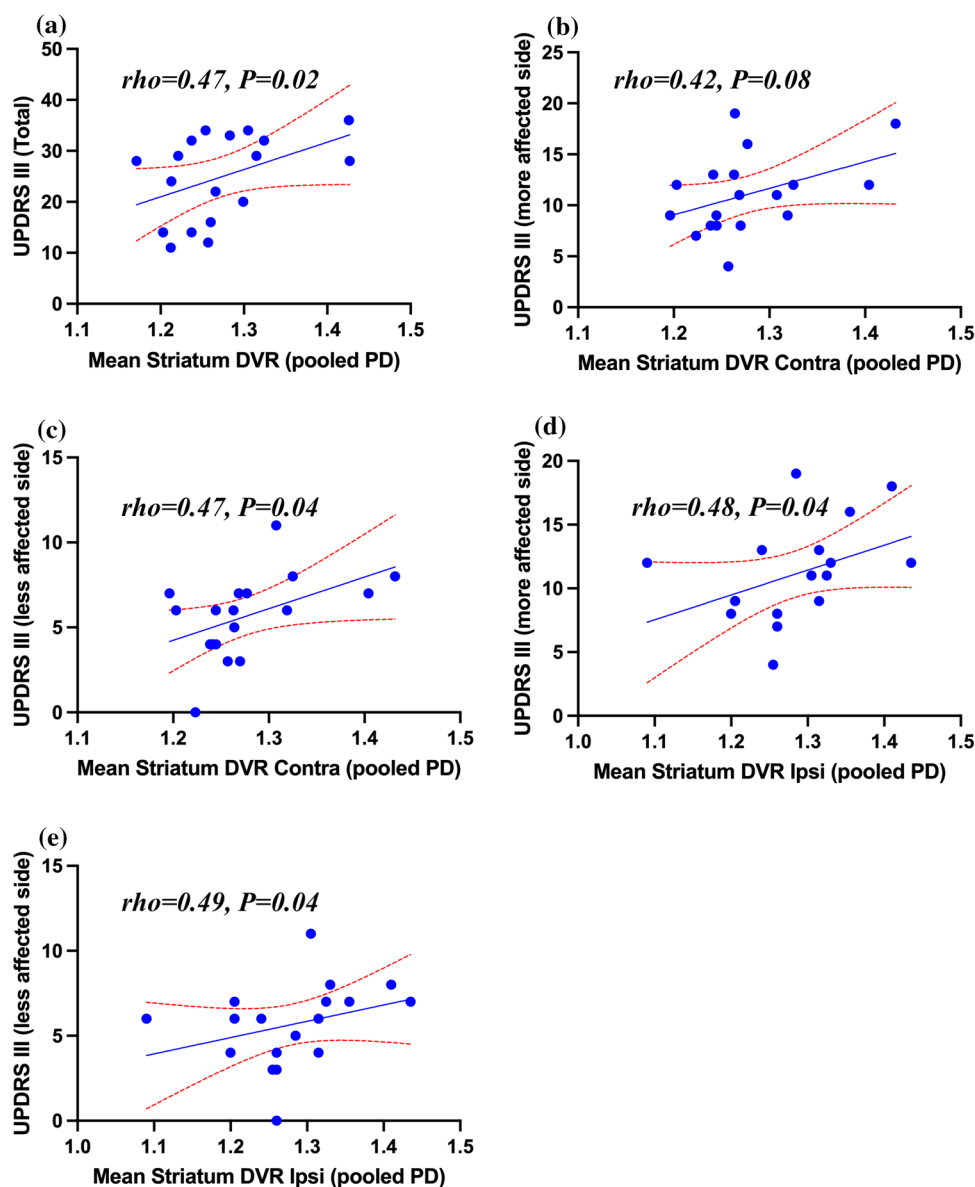 (a)
rho=0.47, P=0.02
UPDRS III (Total)
50
40
30
20
10
0
1.1 1.2 1.3 1.4 1.5
Mean Striatum DVR (pooled PD)
(b)
rho=0.42, P=0.08
UPDRS III (more affected side)
25
20
15
10
5
0
1.1 1.2 1.3 1.4 1.5
Mean Striatum DVR Contra (pooled PD)
(c)
rho=0.47, P=0.04
UPDRS III (less affected side)
15
10
5
0
1.1 1.2 1.3 1.4 1.5
Mean Striatum DVR Contra (pooled PD)
(d)
rho=0.48, P=0.04
UPDRS III (more affected side)
20
15
10
5
0
1.0 1.1 1.2 1.3 1.4 1.5
Mean Striatum DVR Ipsi (pooled PD)
(e)
rho=0.49, P=0.04
UPDRS III (less affected side)
15
10
5
0
1.0 1.1 1.2 1.3 1.4 1.5
Mean Striatum DVR Ipsi (pooled PD)